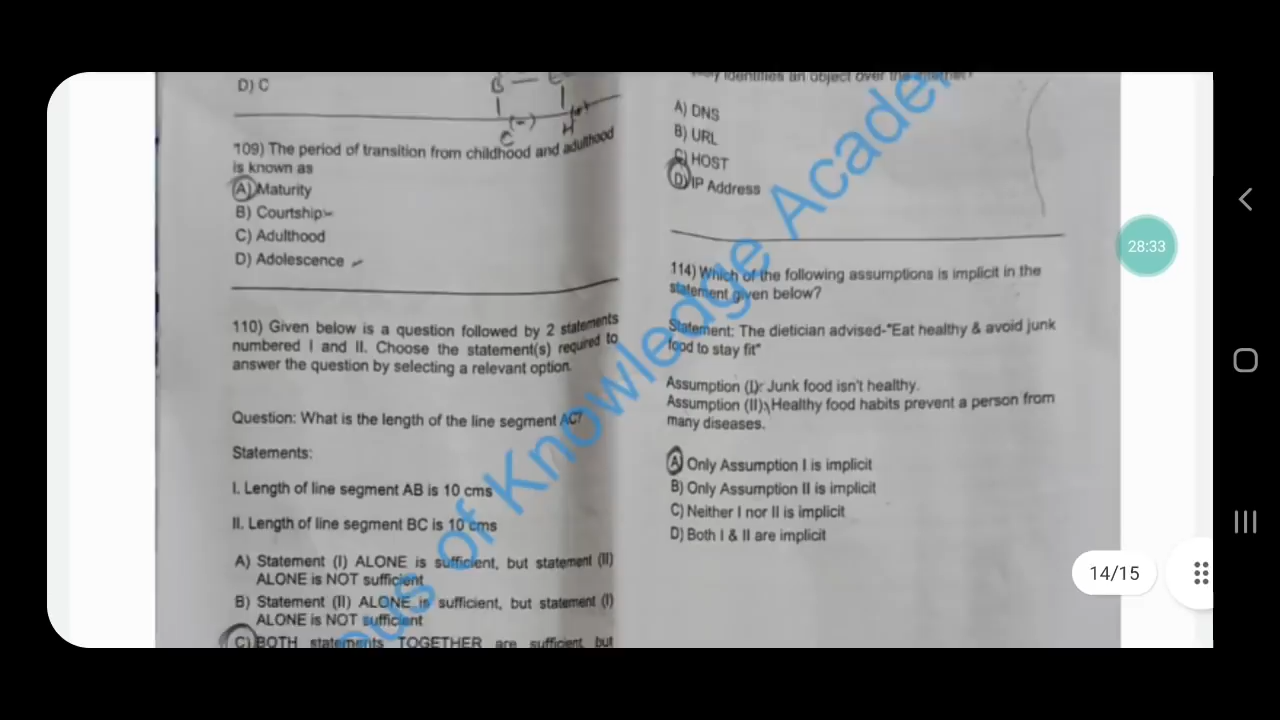 D) C
B — E
C (-) H (+)
109) The period of transition from childhood and adulthood
is known as
A) Maturity
B) Courtship
C) Adulthood
D) Adolescence
110) Given below is a question followed by 2 statements
numbered I and II. Choose the statement(s) required to
answer the question by selecting a relevant option.
Question: What is the length of the line segment AC?
Statements:
I. Length of line segment AB is 10 cms
II. Length of line segment BC is 10 cms
A) Statement (I) ALONE is sufficient, but statement (II)
ALONE is NOT sufficient
B) Statement (II) ALONE is sufficient, but statement (I)
ALONE is NOT sufficient
C) BOTH statements TOGETHER are sufficient, but
identifies an object over the internet?
A) DNS
B) URL
C) HOST
D) IP Address
114) Which of the following assumptions is implicit in the
statement given below?
Statement: The dietician advised-"Eat healthy & avoid junk
food to stay fit"
Assumption (I): Junk food isn't healthy.
Assumption (II): Healthy food habits prevent a person from
many diseases.
A) Only Assumption I is implicit
B) Only Assumption II is implicit
C) Neither I nor II is implicit
D) Both I & II are implicit
of Knowledge Academ
28:33
14/15